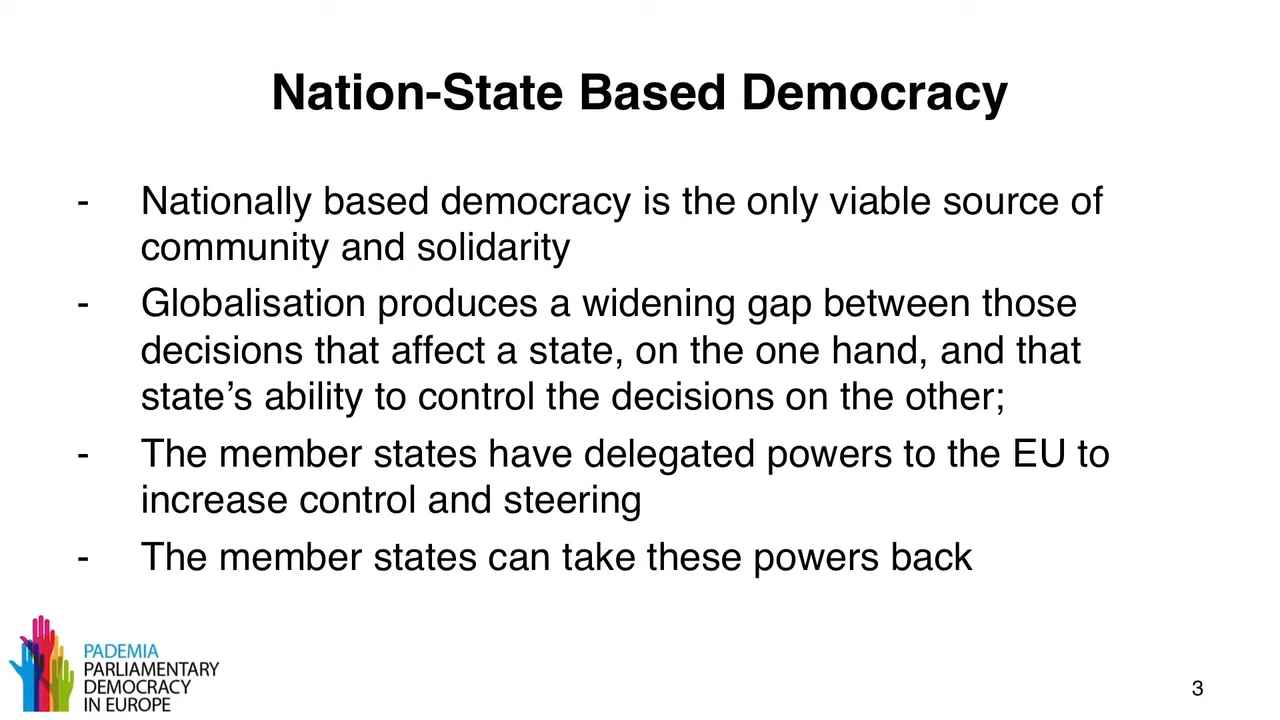 Nation-State Based Democracy
- Nationally based democracy is the only viable source of
community and solidarity
- Globalisation produces a widening gap between those
decisions that affect a state, on the one hand, and that
state’s ability to control the decisions on the other;
- The member states have delegated powers to the EU to
increase control and steering
- The member states can take these powers back
PADEMIA
PARLIAMENTARY
DEMOCRACY
IN EUROPE
3